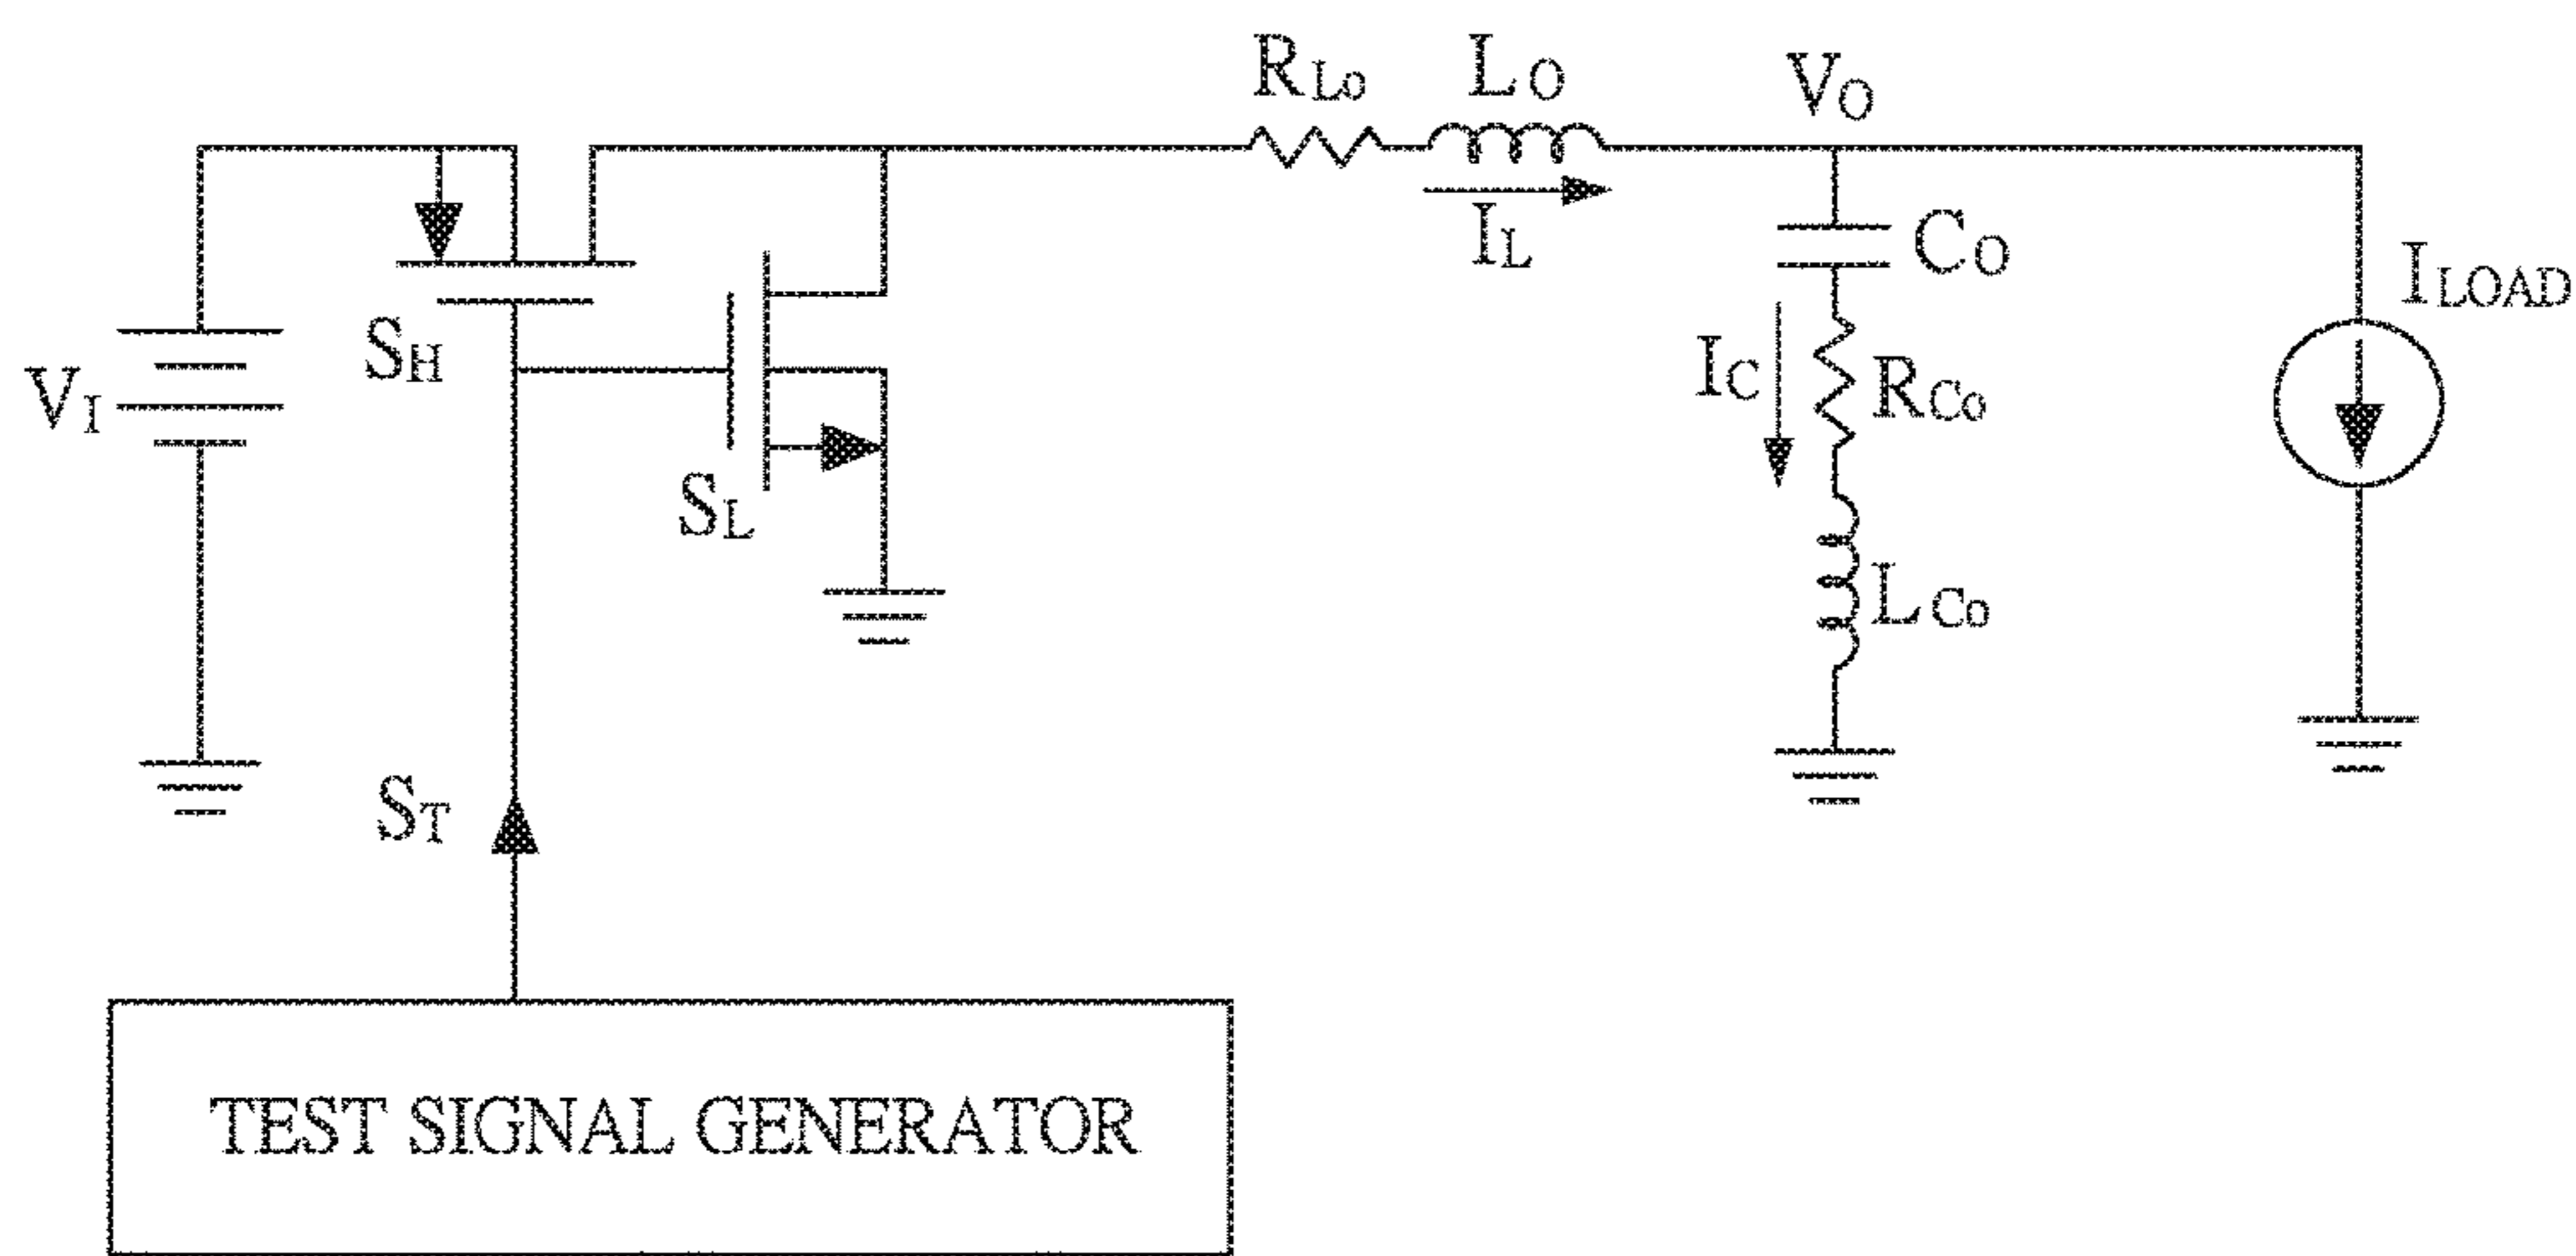 RLo
LO
VO
IL
CO
ILOAD
SH
VI
IC
RCo
SL
LCo
ST
TEST SIGNAL GENERATOR